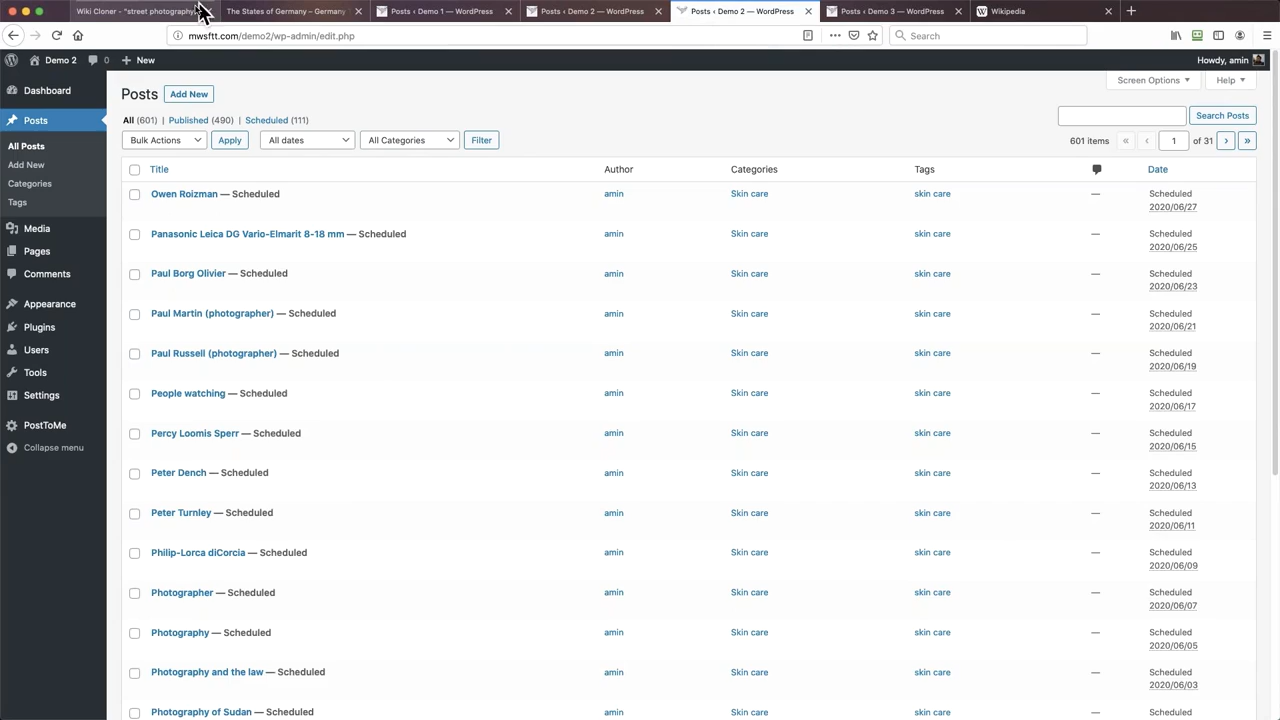 Wiki Cloner - "street photography
The States of Germany – Germany
Posts ‹ Demo 1 — WordPress
Posts ‹ Demo 2 — WordPress
Posts ‹ Demo 2 — WordPress
Posts ‹ Demo 3 — WordPress
Wikipedia
mwsftt.com/demo2/wp-admin/edit.php
Search
Demo 2
0
New
Howdy, amin
Dashboard
Posts
All Posts
Add New
Categories
Tags
Media
Pages
Comments
Appearance
Plugins
Users
Tools
Settings
PostToMe
Collapse menu
Screen Options
Help
Posts
Add New
All (601) | Published (490) | Scheduled (111)
Search Posts
Bulk Actions
Apply
All dates
All Categories
Filter
601 items « ‹ 1 of 31 › »
Title Author Categories Tags Date
Owen Roizman — Scheduled amin Skin care skin care — Scheduled
2020/06/27
Panasonic Leica DG Vario-Elmarit 8-18 mm — Scheduled amin Skin care skin care — Scheduled
2020/06/25
Paul Borg Olivier — Scheduled amin Skin care skin care — Scheduled
2020/06/23
Paul Martin (photographer) — Scheduled amin Skin care skin care — Scheduled
2020/06/21
Paul Russell (photographer) — Scheduled amin Skin care skin care — Scheduled
2020/06/19
People watching — Scheduled amin Skin care skin care — Scheduled
2020/06/17
Percy Loomis Sperr — Scheduled amin Skin care skin care — Scheduled
2020/06/15
Peter Dench — Scheduled amin Skin care skin care — Scheduled
2020/06/13
Peter Turnley — Scheduled amin Skin care skin care — Scheduled
2020/06/11
Philip-Lorca diCorcia — Scheduled amin Skin care skin care — Scheduled
2020/06/09
Photographer — Scheduled amin Skin care skin care — Scheduled
2020/06/07
Photography — Scheduled amin Skin care skin care — Scheduled
2020/06/05
Photography and the law — Scheduled amin Skin care skin care — Scheduled
2020/06/03
Photography of Sudan — Scheduled amin Skin care skin care — Scheduled